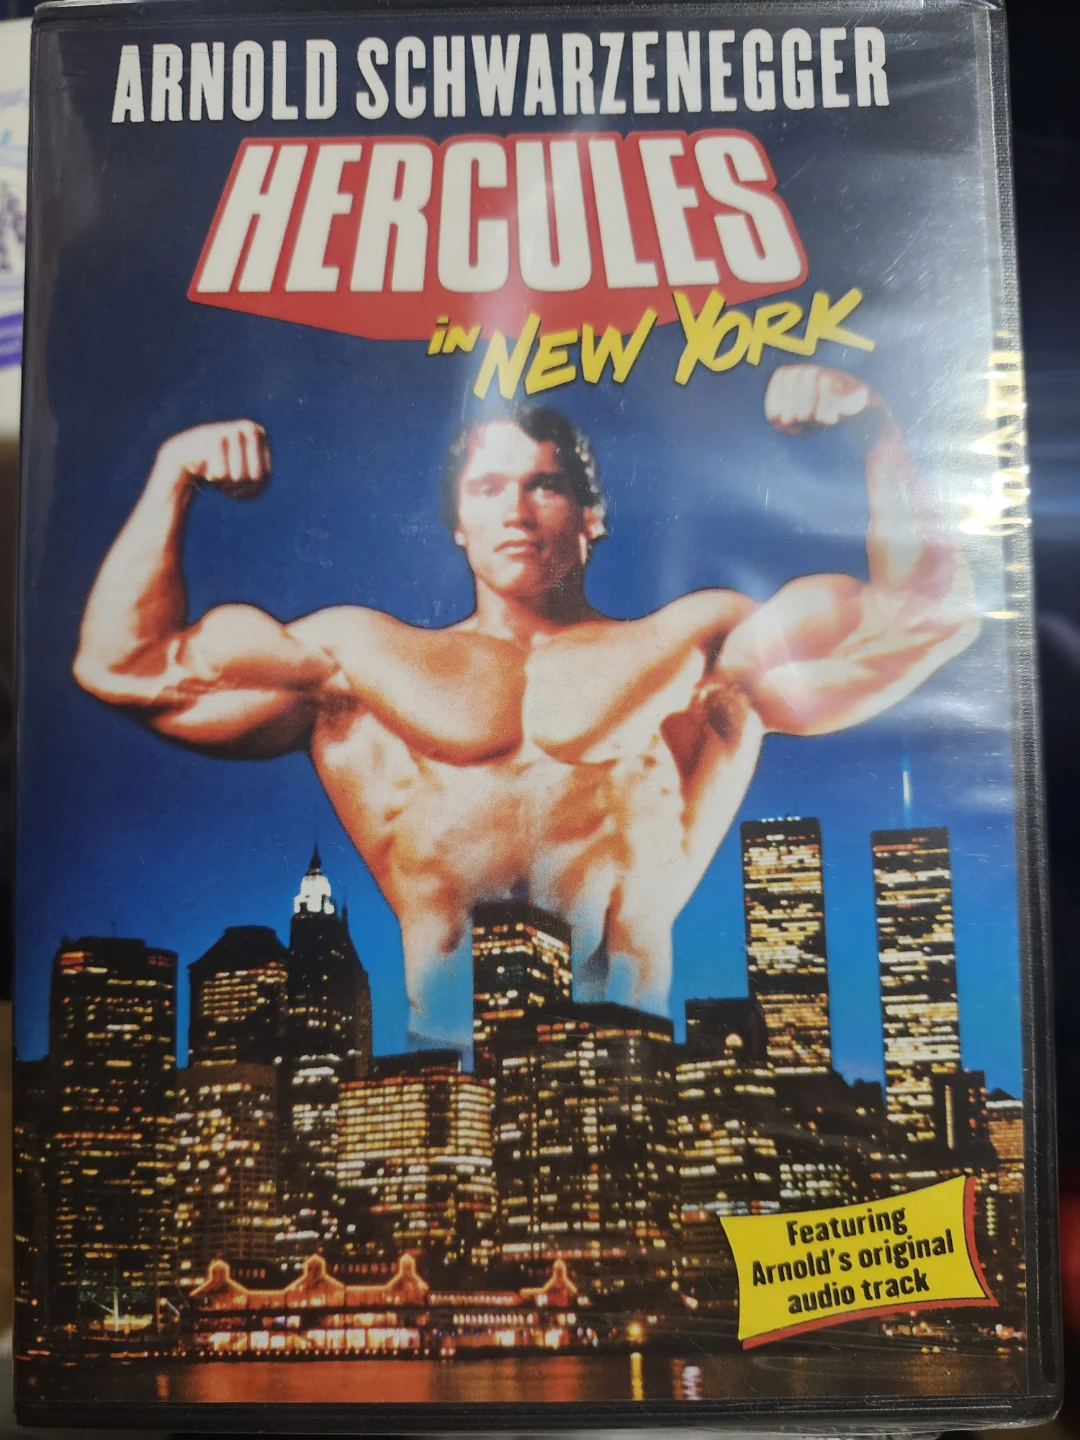 ARNOLD SCHWARZENEGGER
HERCULES
in NEW YORK
Featuring
Arnold's original
audio track